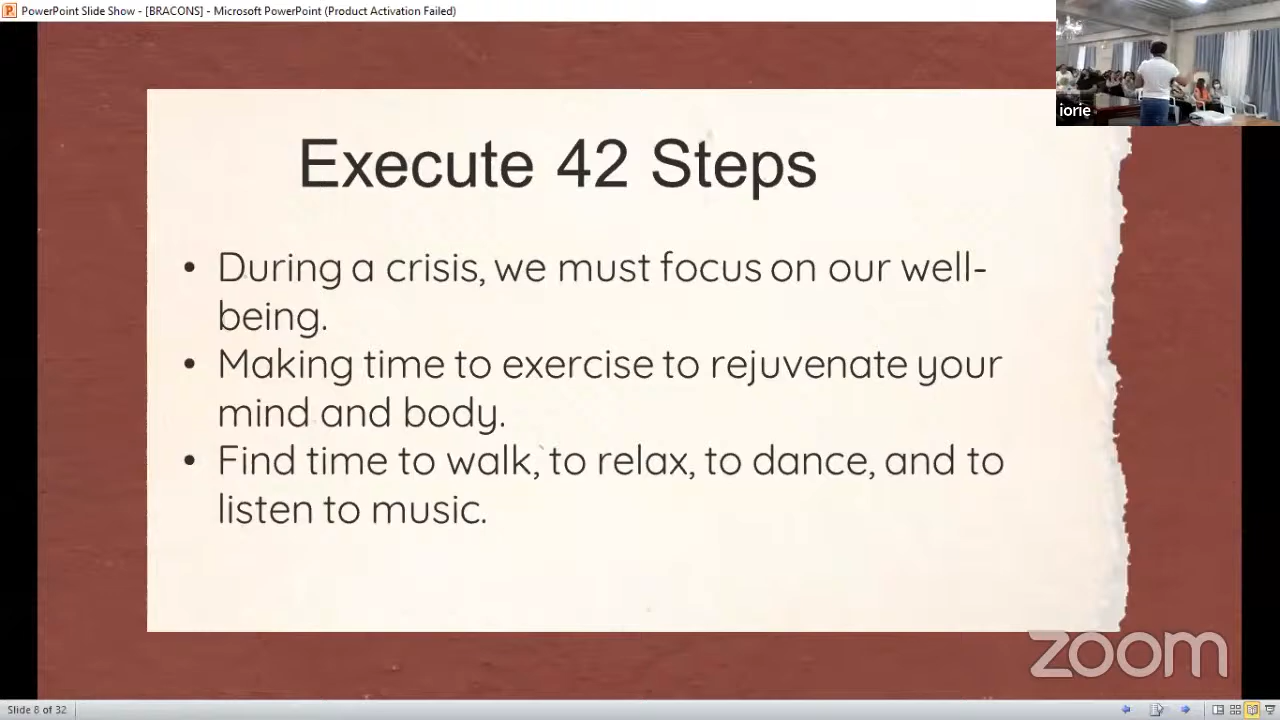 PowerPoint Slide Show - [BRACONS] - Microsoft PowerPoint (Product Activation Failed)
iorie
Execute 42 Steps
• During a crisis, we must focus on our well-
being.
• Making time to exercise to rejuvenate your
mind and body.
• Find time to walk, to relax, to dance, and to
listen to music.
zoom
Slide 8 of 32